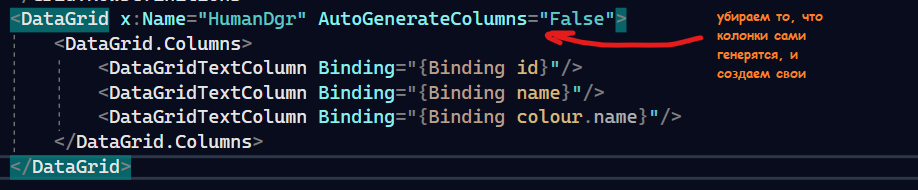 <DataGrid x:Name="HumanDgr" AutoGenerateColumns="False">
<DataGrid.Columns>
<DataGridTextColumn Binding="{Binding id}"/>
<DataGridTextColumn Binding="{Binding name}"/>
<DataGridTextColumn Binding="{Binding colour.name}"/>
</DataGrid.Columns>
</DataGrid>
убираем то, что
колонки сами
генерятся, и
создаем свои